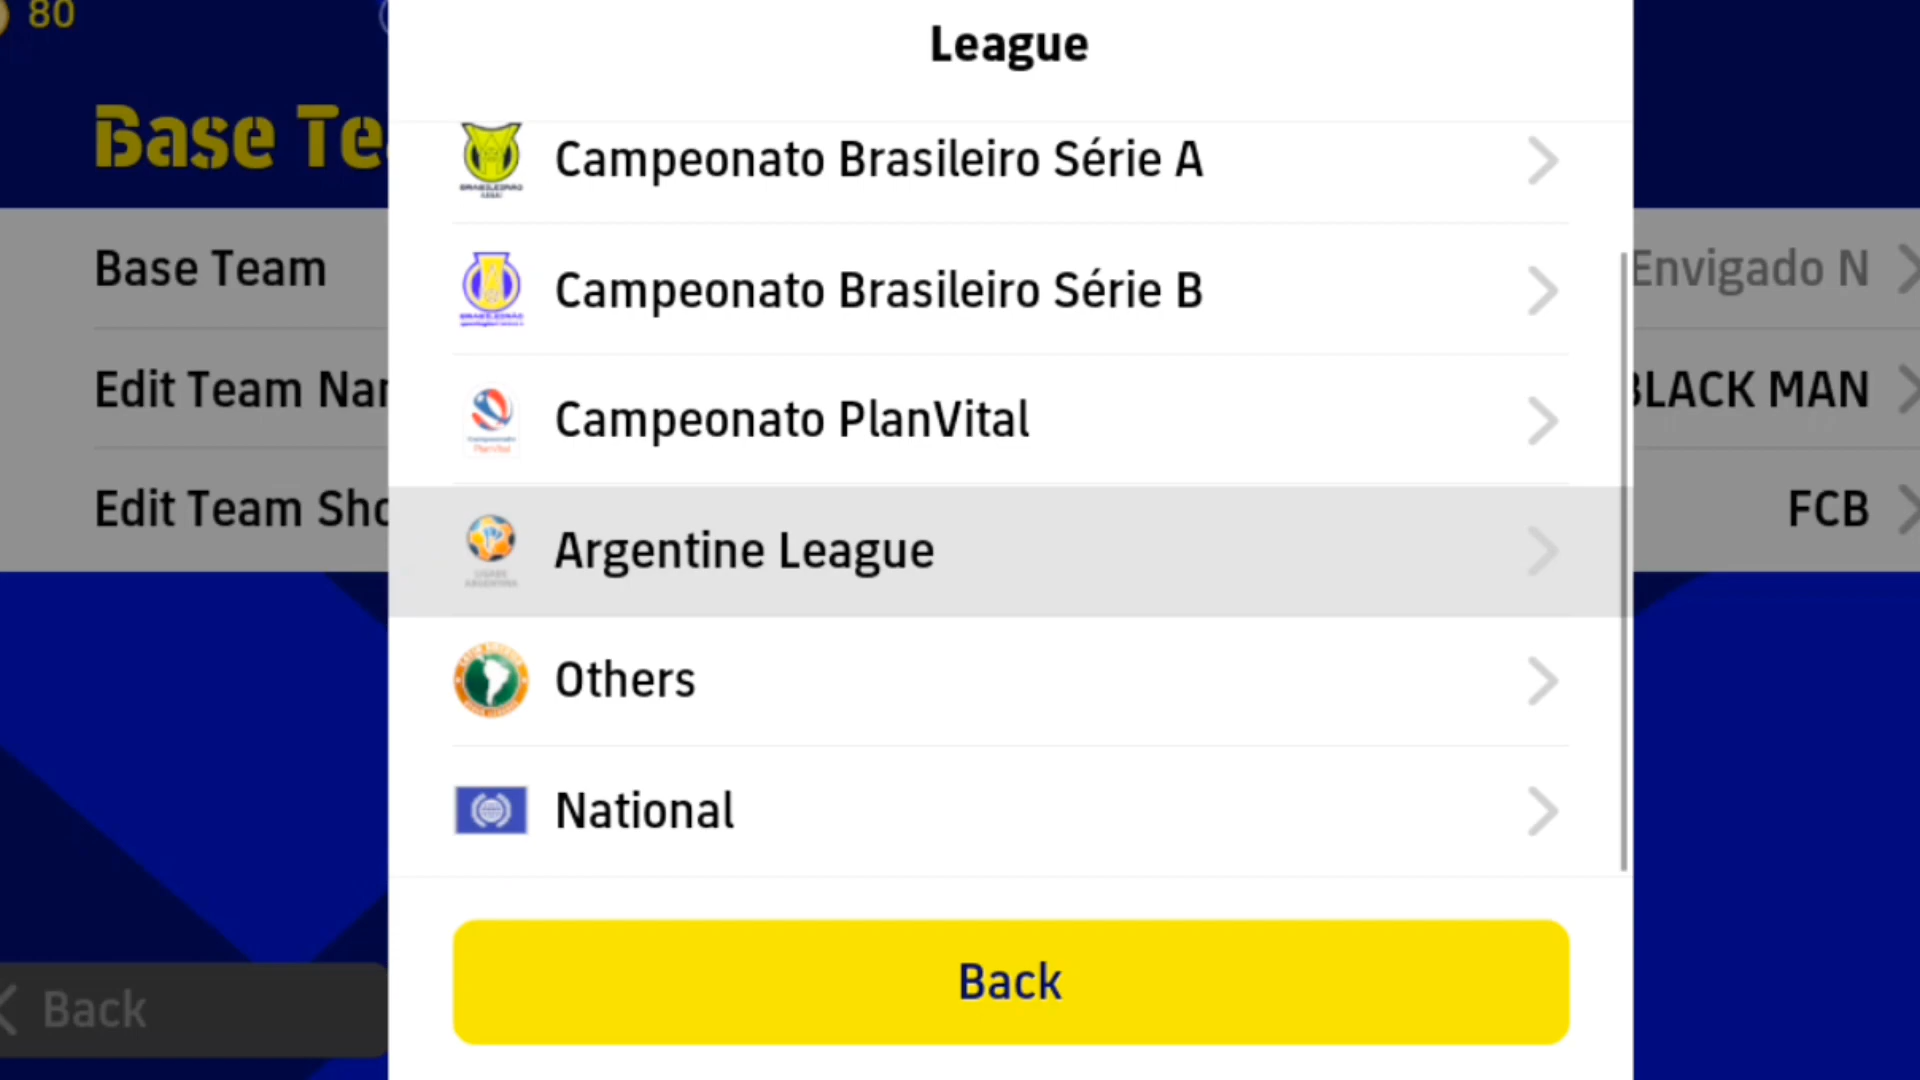 80
League
Base Te
Campeonato Brasileiro Série A
Base Team
Envigado N
Campeonato Brasileiro Série B
Edit Team Nar
BLACK MAN
Campeonato PlanVital
Edit Team Sho
FCB
Argentine League
Others
National
Back
Back